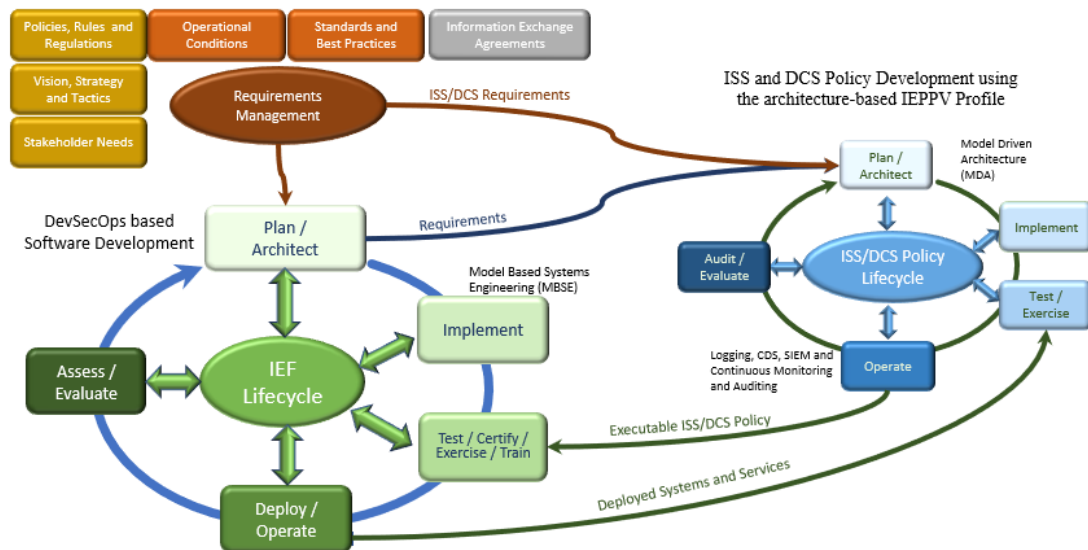 Policies, Rules and
Regulations
Operational
Conditions
Standards and
Best Practices
Information Exchange
Agreements
Vision, Strategy
and Tactics
Stakeholder Needs
Requirements
Management
ISS/DCS Requirements
ISS and DCS Policy Development using
the architecture-based IEPPV Profile
Plan /
Architect
Model Driven
Architecture
(MDA)
DevSecOps based
Software Development
Plan /
Architect
Requirements
Implement
Audit /
Evaluate
ISS/DCS Policy
Lifecycle
Test /
Exercise
Model Based Systems
Engineering (MBSE)
Implement
Logging, CDS, SIEM and
Continuous Monitoring
and Auditing
Operate
Assess /
Evaluate
IEF
Lifecycle
Executable ISS/DCS Policy
Test / Certify /
Exercise / Train
Deployed Systems and Services
Deploy /
Operate